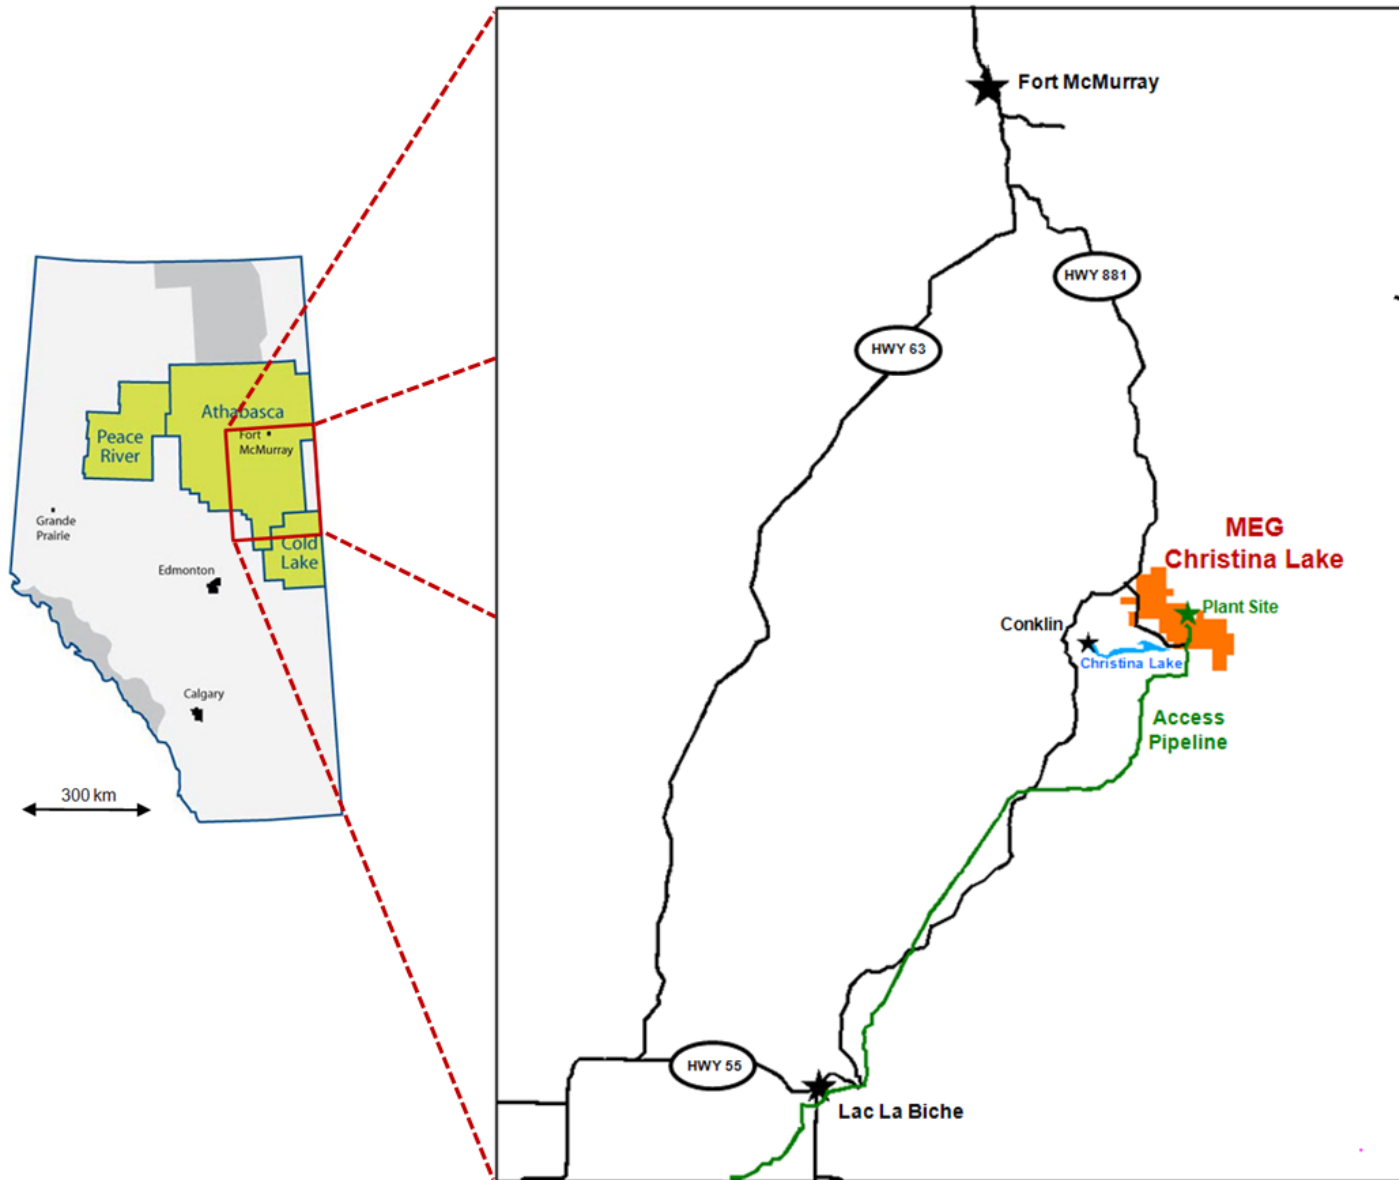 Athabasca
Peace
River
Fort
McMurray
Grande
Prairie
Cold
Lake
Edmonton
Calgary
300 km
Fort McMurray
HWY 881
HWY 63
MEG
Christina Lake
Plant Site
Conklin
Christina Lake
Access
Pipeline
HWY 55
Lac La Biche